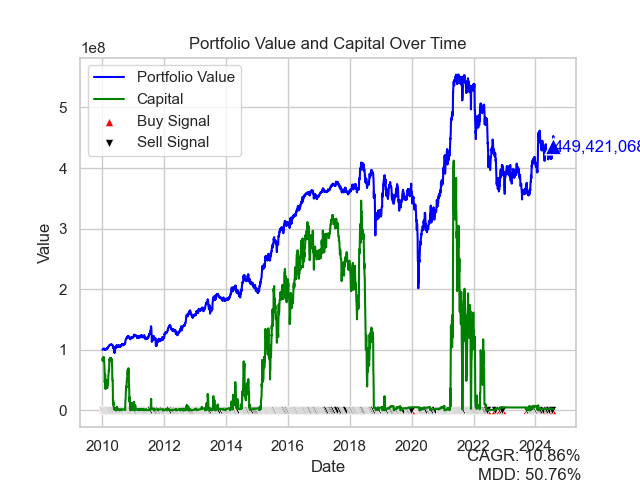 Portfolio Value and Capital Over Time
1e8
Portfolio Value
Capital
Buy Signal
Sell Signal
5
4
3
2
1
0
Value
449,421,068
2010 2012 2014 2016 2018 2020 2022 2024
Date
CAGR: 10.86%
MDD: 50.76%